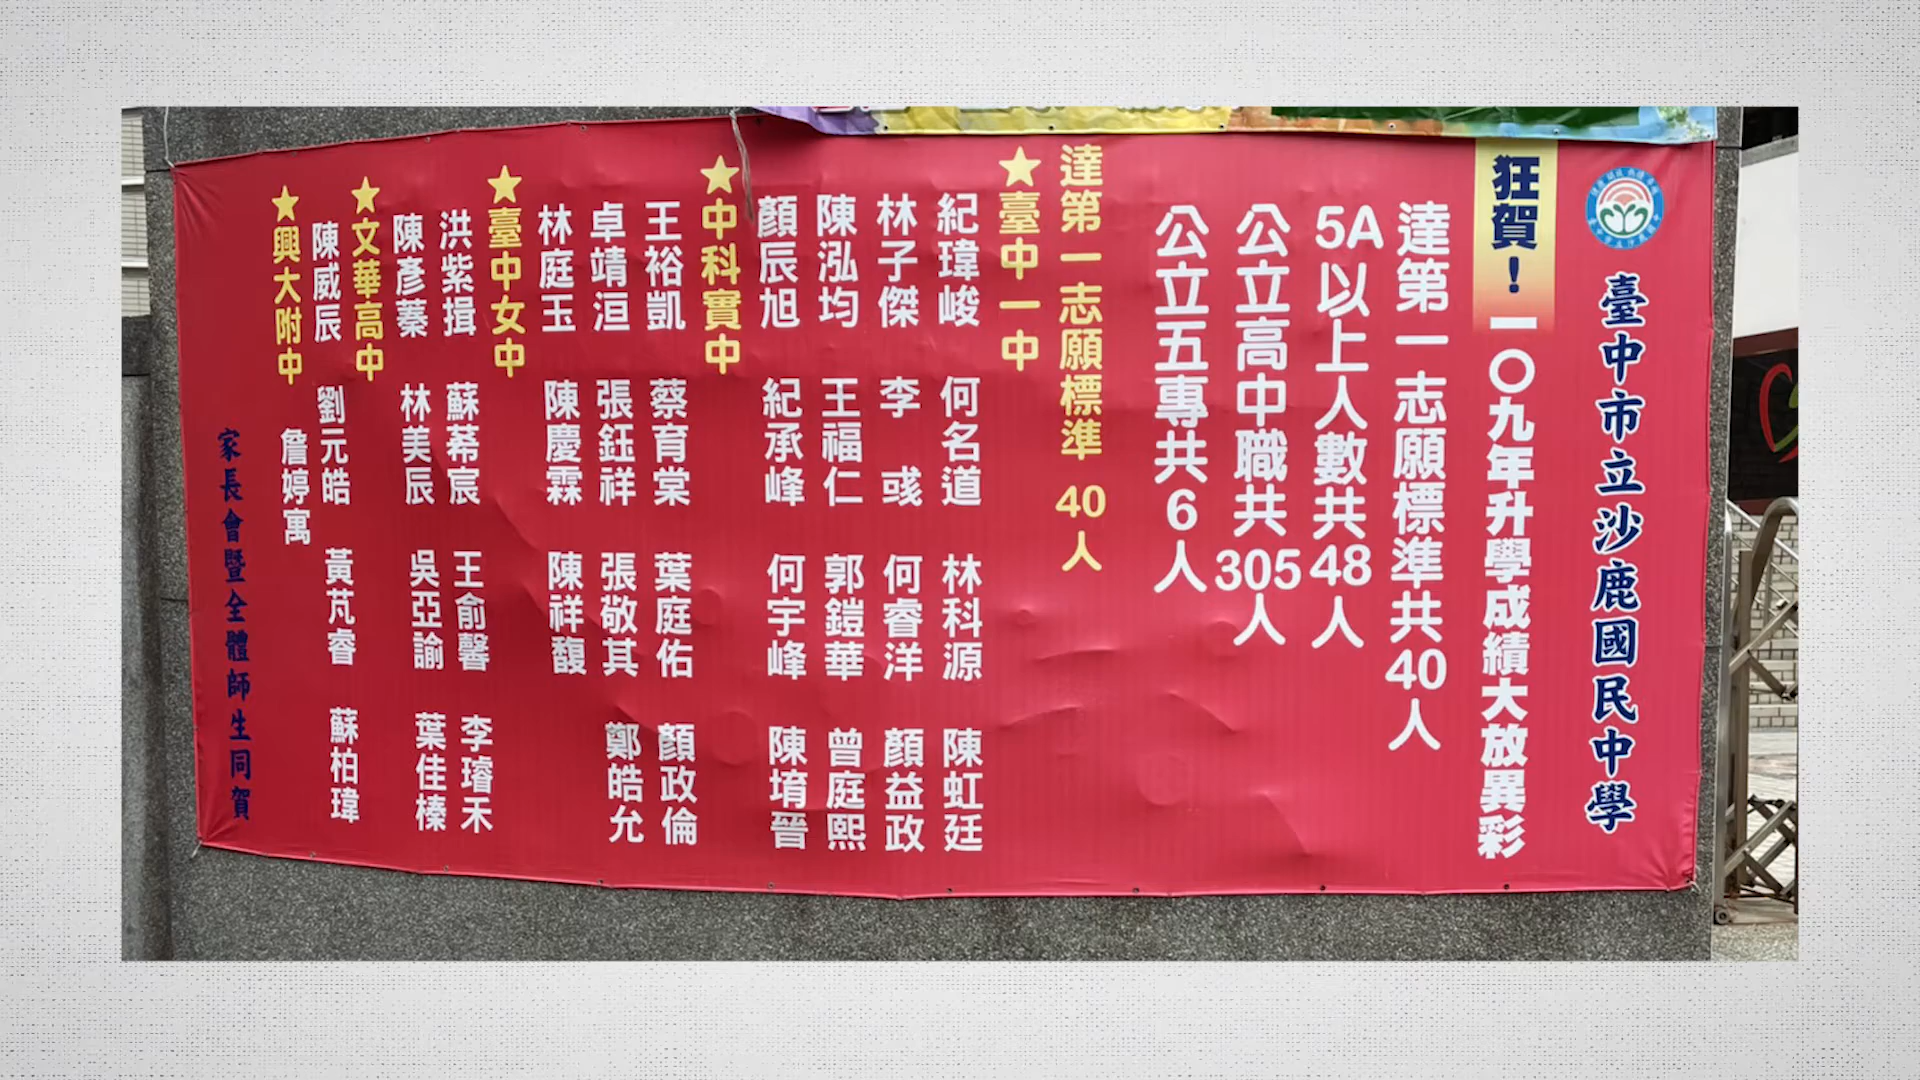 臺中市立沙鹿國民中學
狂賀！一〇九年升學成績大放異彩
達第一志願標準共40人
5A以上人數共48人
公立高中職共305人
公立五專共6人
達第一志願標準 40人
★臺中一中
紀瑋峻 何名道 林科源 陳虹廷
林子傑 李彧 何睿洋 顏益政
陳泓均 王福仁 郭鎧華 曾庭熙
顏辰旭 紀承峰 何宇峰 陳堉晉
★中科實中
王裕凱 蔡育棠 葉庭佑 顏政倫
卓靖洹 張鈺祥 張敬其 鄭皓允
林庭玉 陳慶霖 陳祥馥
★臺中女中
洪紫揖 蘇幕宸 王俞馨 李璿禾
陳彥蓁 林美辰 吳亞諭 葉佳榛
★文華高中
陳威辰 劉元皓 黃芃睿 蘇柏瑋
★興大附中
詹婷寓
家長會暨全體師生同賀